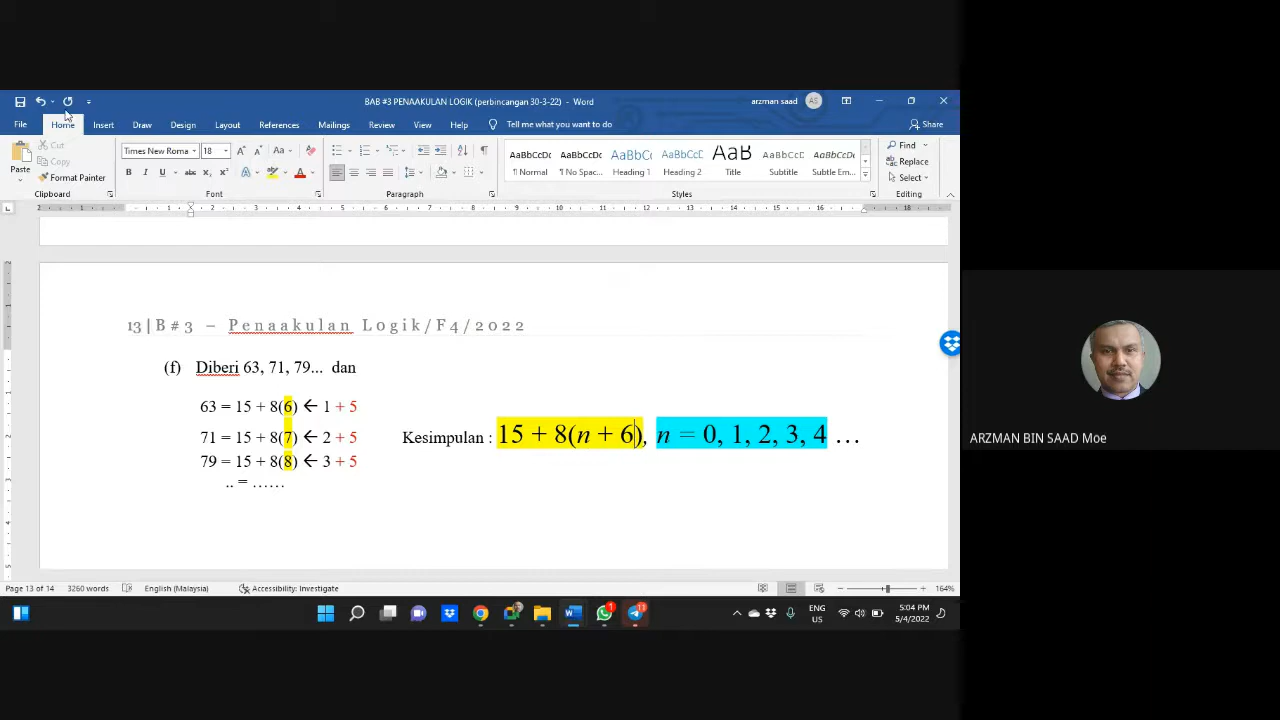 BAB #3 PENAAKULAN LOGIK (perbincangan 30-3-22) - Word
arzman saad AS
File Home Insert Draw Design Layout References Mailings Review View Help Tell me what you want to do Share
Paste Cut Copy Format Painter
Times New Roma 18
AaBbCcDc ¶ Normal
AaBbCcDc ¶ No Spac...
AaBbCc Heading 1
AaBbCcD Heading 2
AaB Title
AaBbCcD Subtitle
AaBbCcDc Subtle Em...
Find
Replace
Select
Clipboard Font Paragraph Styles Editing
13|B#3 – Penaakulan Logik/F4/2022
(f) Diberi 63, 71, 79... dan
63 = 15 + 8(6) ← 1 + 5
71 = 15 + 8(7) ← 2 + 5
Kesimpulan : 15 + 8(n + 6), n = 0, 1, 2, 3, 4 …
79 = 15 + 8(8) ← 3 + 5
.. = ……
ARZMAN BIN SAAD Moe
Page 13 of 14 3260 words English (Malaysia) Accessibility: Investigate 164%
ENG US
5:04 PM
5/4/2022